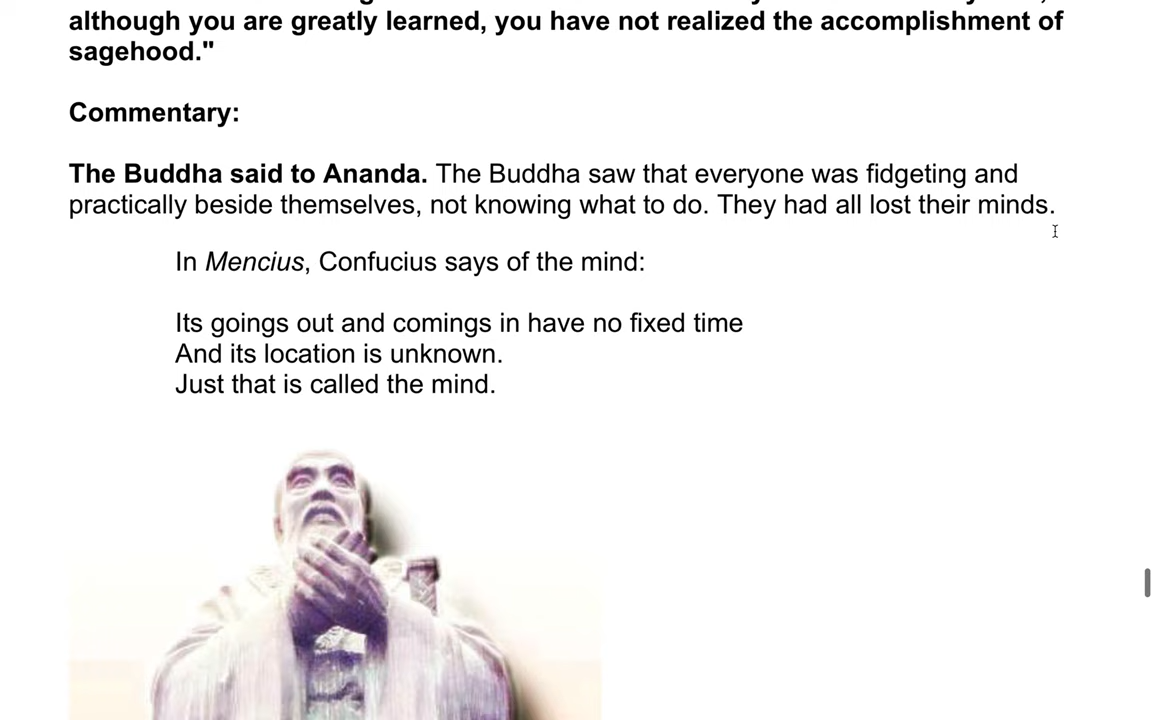 although you are greatly learned, you have not realized the accomplishment of
sagehood."
Commentary:
The Buddha said to Ananda. The Buddha saw that everyone was fidgeting and
practically beside themselves, not knowing what to do. They had all lost their minds.
In Mencius, Confucius says of the mind:
Its goings out and comings in have no fixed time
And its location is unknown.
Just that is called the mind.